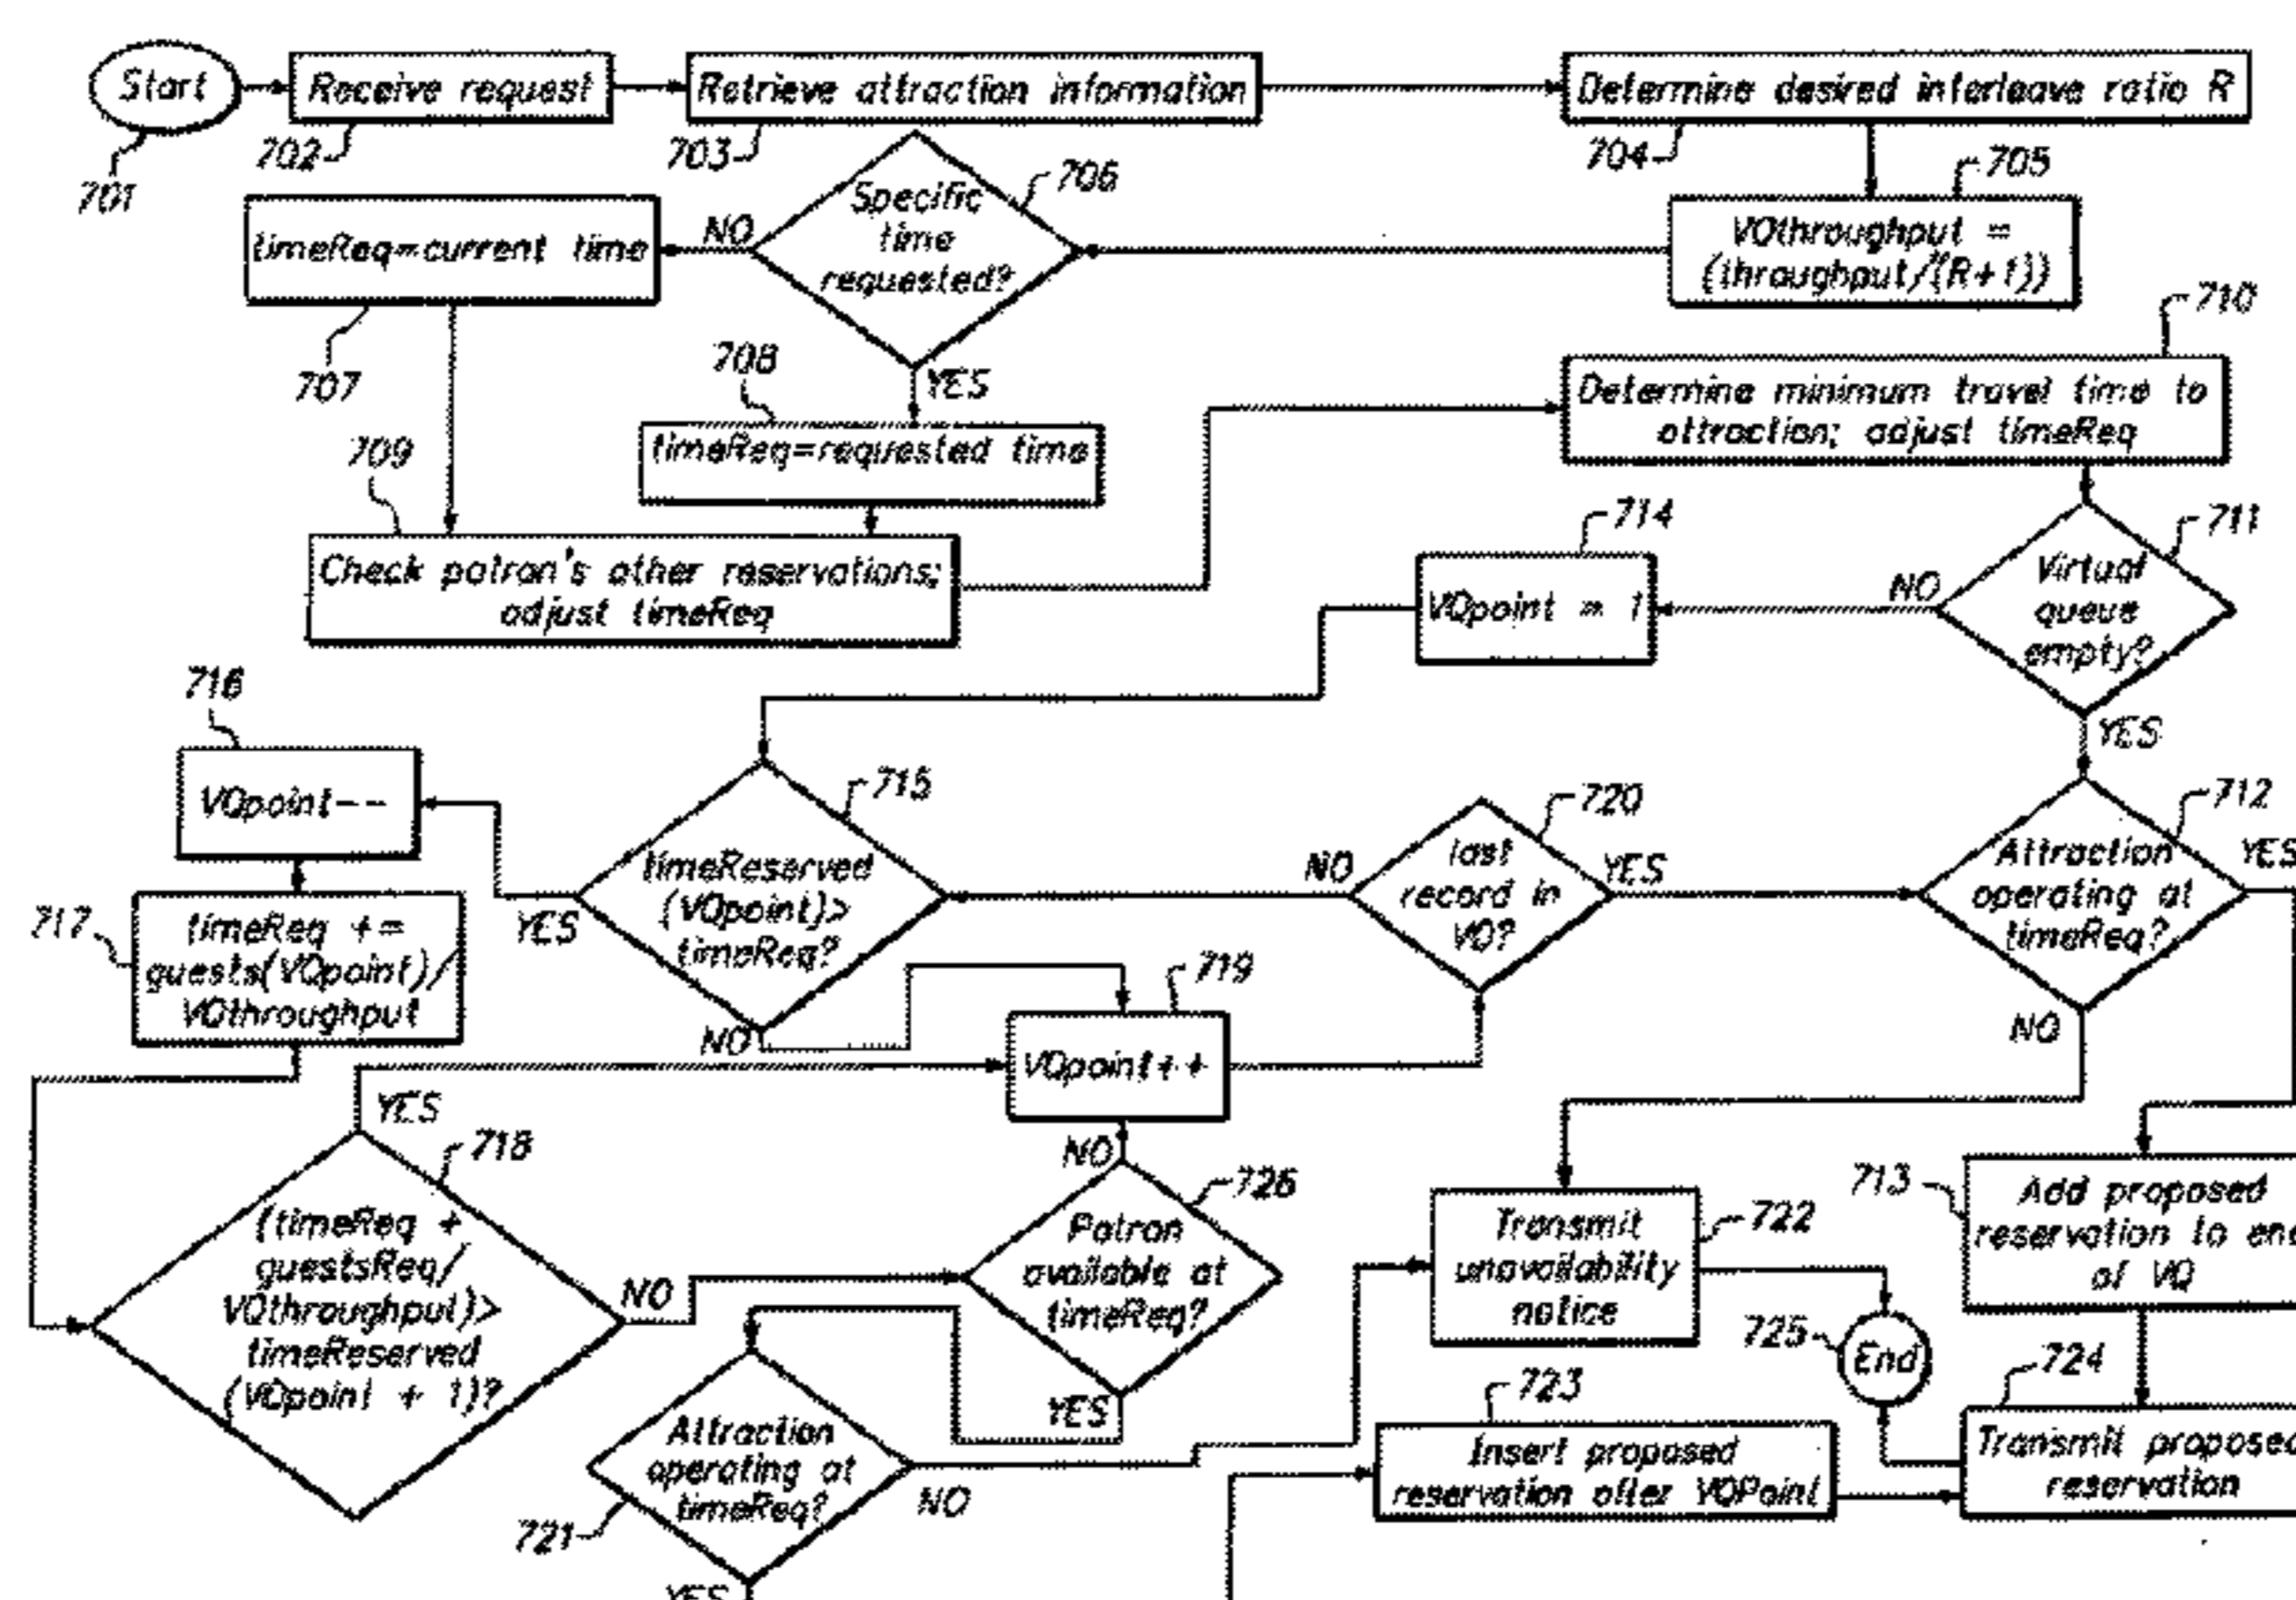 Start
701
Receive request
702
Retrieve attraction information
703
Determine desired interleave ratio R
704
705
VQthroughput =
(throughput/(R+1))
706
Specific
time
requested?
NO
YES
timeReq=current time
707
708
timeReq=requested time
709
Check patron's other reservations;
adjust timeReq
710
Determine minimum travel time to
attraction; adjust timeReq
711
Virtual
queue
empty?
NO
YES
714
VQpoint = 1
716
VQpoint--
715
timeReserved
(VQpoint)>
timeReq?
YES
NO
720
last
record in
VQ?
NO
YES
712
Attraction
operating at
timeReq?
YES
NO
717
timeReq +=
guests(VQpoint)/
VQthroughput
719
VQpoint++
YES
718
(timeReq +
guestsReq/
VQthroughput)>
timeReserved
(VQpoint + 1)?
NO
NO
726
Patron
available at
timeReq?
YES
722
Transmit
unavailability
notice
713
Add proposed
reservation to end
of VQ
725
End
724
Transmit proposed
reservation
723
Insert proposed
reservation after VQPoint
721
Attraction
operating at
timeReq?
NO
YES